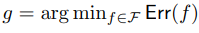 g = arg min_{f∈ℱ} Err(f)